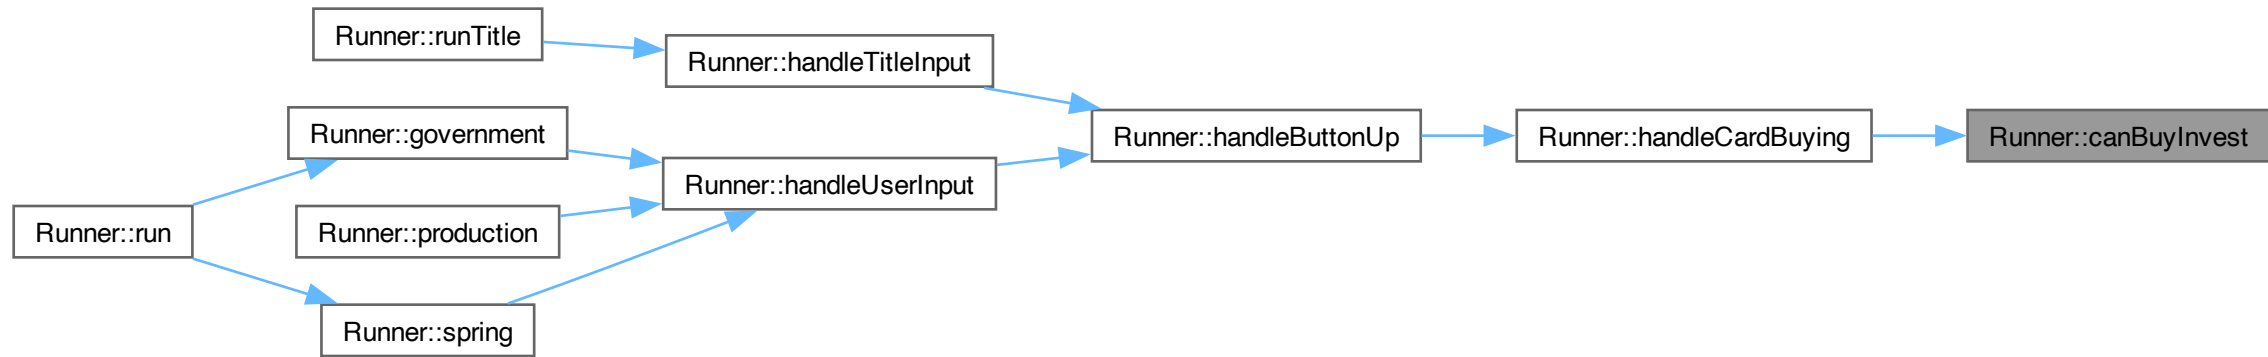 Runner::runTitle
Runner::handleTitleInput
Runner::government
Runner::handleButtonUp
Runner::handleCardBuying
Runner::canBuyInvest
Runner::handleUserInput
Runner::run
Runner::production
Runner::spring